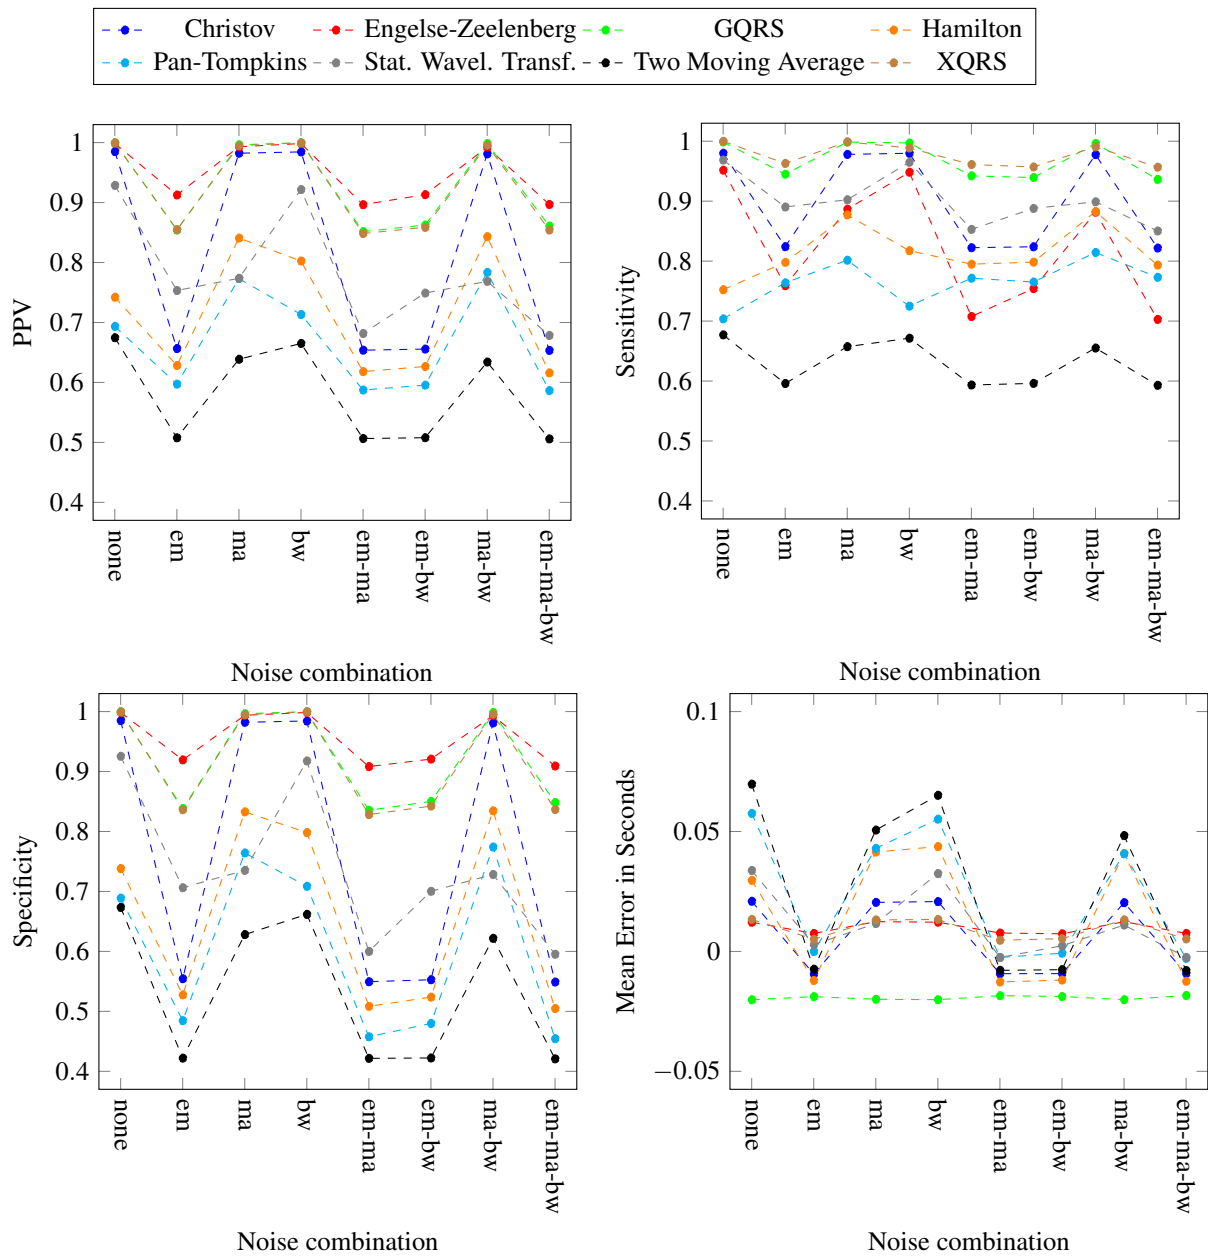 Christov Engelse-Zeelenberg GQRS Hamilton
Pan-Tompkins Stat. Wavel. Transf. Two Moving Average XQRS
1
0.9
0.8
0.7
0.6
0.5
0.4
PPV
none
em
ma
bw
em-ma
em-bw
ma-bw
em-ma-bw
Noise combination
1
0.9
0.8
0.7
0.6
0.5
0.4
Sensitivity
none
em
ma
bw
em-ma
em-bw
ma-bw
em-ma-bw
Noise combination
1
0.9
0.8
0.7
0.6
0.5
0.4
Specificity
none
em
ma
bw
em-ma
em-bw
ma-bw
em-ma-bw
Noise combination
0.1
0.05
0
−0.05
Mean Error in Seconds
none
em
ma
bw
em-ma
em-bw
ma-bw
em-ma-bw
Noise combination